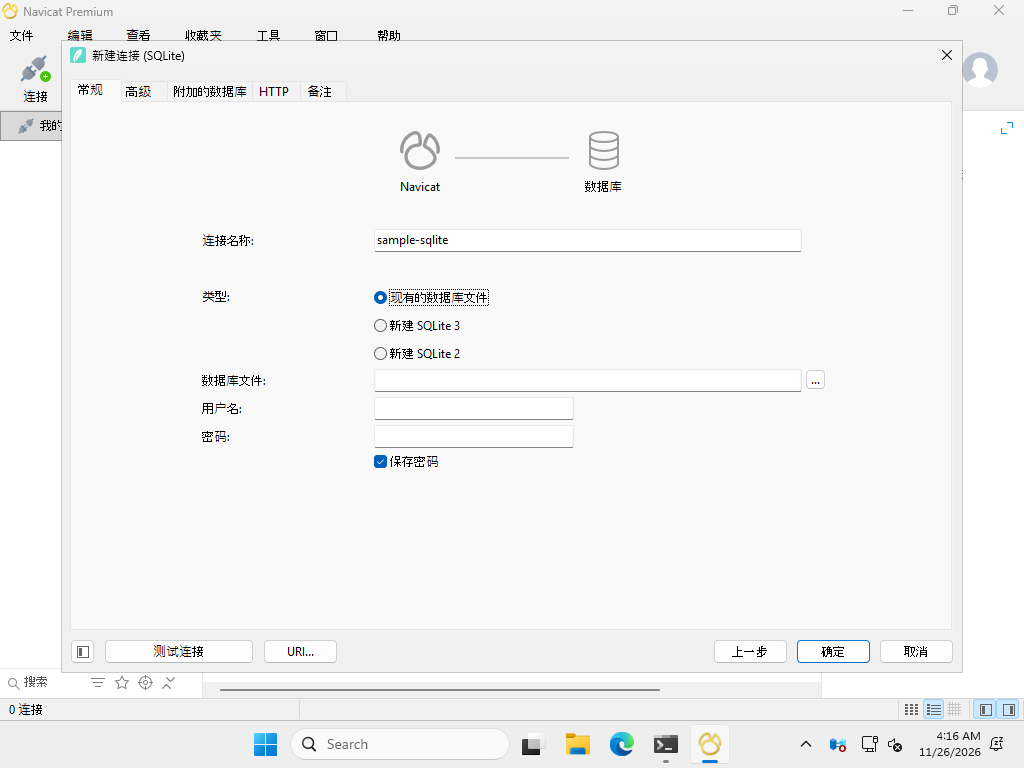 Navicat Premium
文件 编辑 查看 收藏夹 工具 窗口 帮助
连接
我的
新建连接 (SQLite)
常规 高级 附加的数据库 HTTP 备注
Navicat 数据库
连接名称: sample-sqlite
类型: 现有的数据库文件
新建 SQLite 3
新建 SQLite 2
数据库文件: ...
用户名:
密码:
保存密码
测试连接 URI... 上一步 确定 取消
搜索
0 连接
Search
4:16 AM
11/26/2026